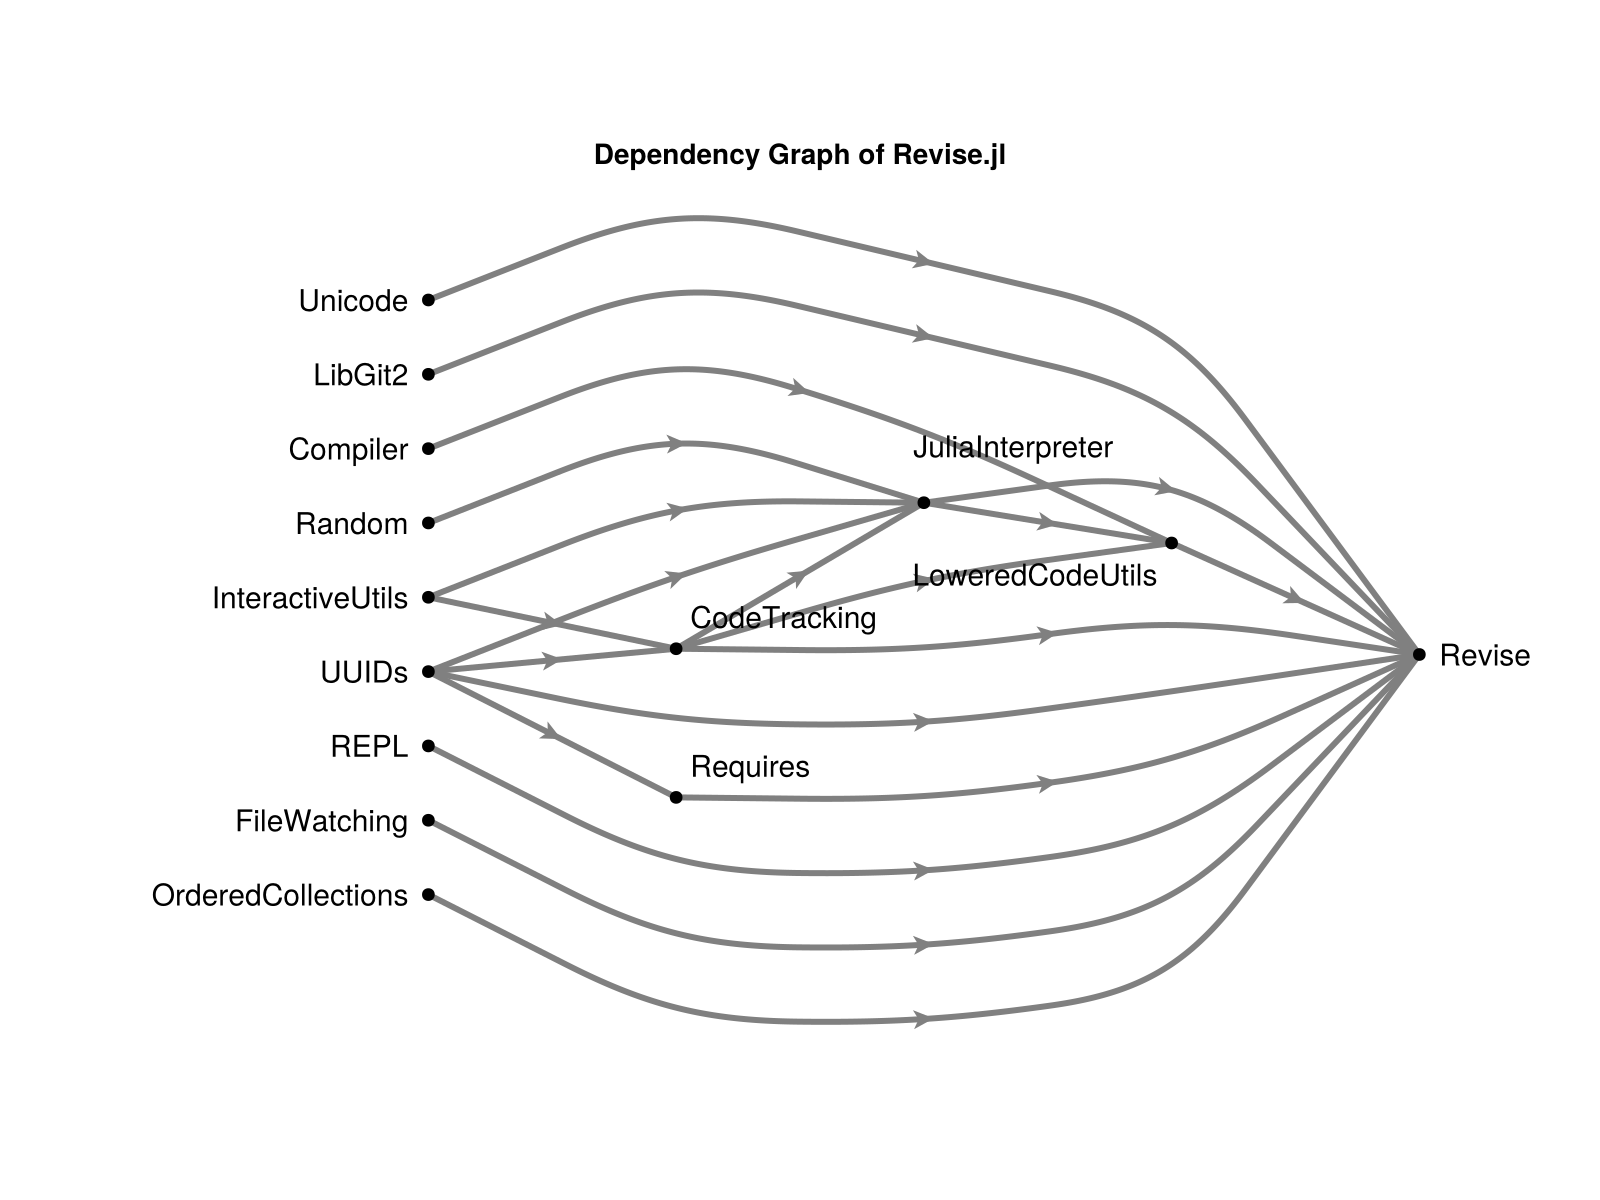 Dependency Graph of Revise.jl
Unicode
LibGit2
Compiler
JuliaInterpreter
Random
LoweredCodeUtils
InteractiveUtils
CodeTracking
Revise
UUIDs
REPL
Requires
FileWatching
OrderedCollections